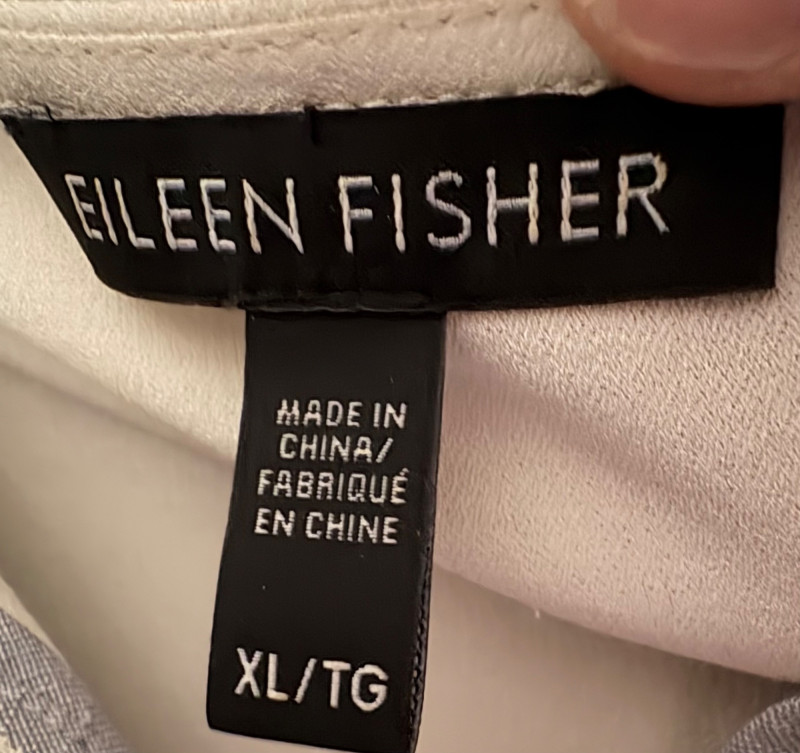 EILEEN FISHER
MADE IN
CHINA/
FABRIQUÉ
EN CHINE
XL/TG